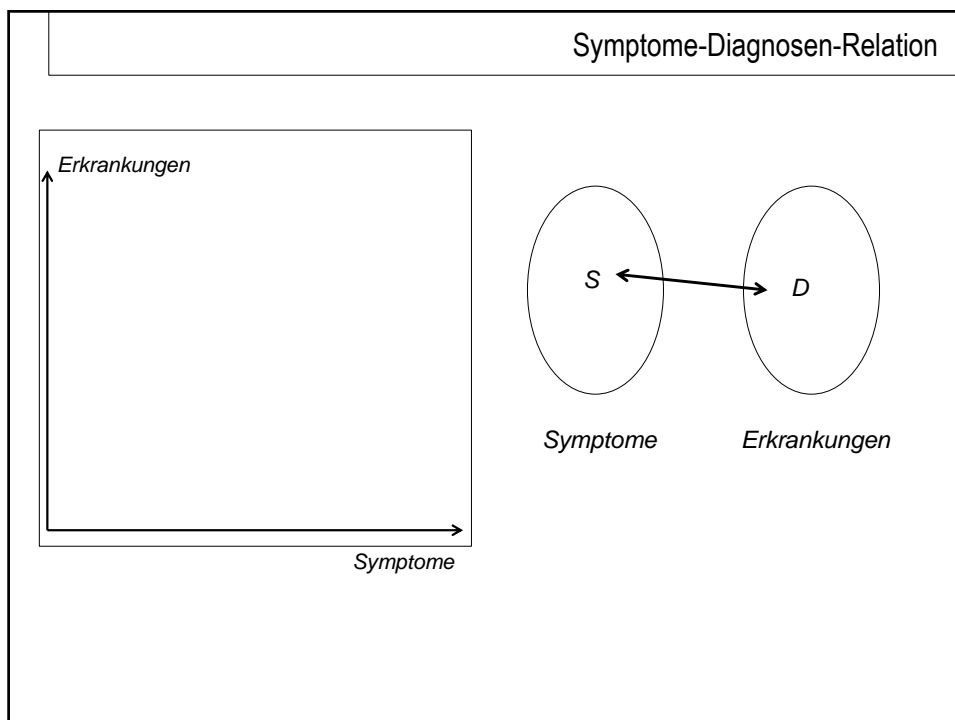 Symptome-Diagnosen-Relation
Erkrankungen
Symptome
S
D
Symptome
Erkrankungen